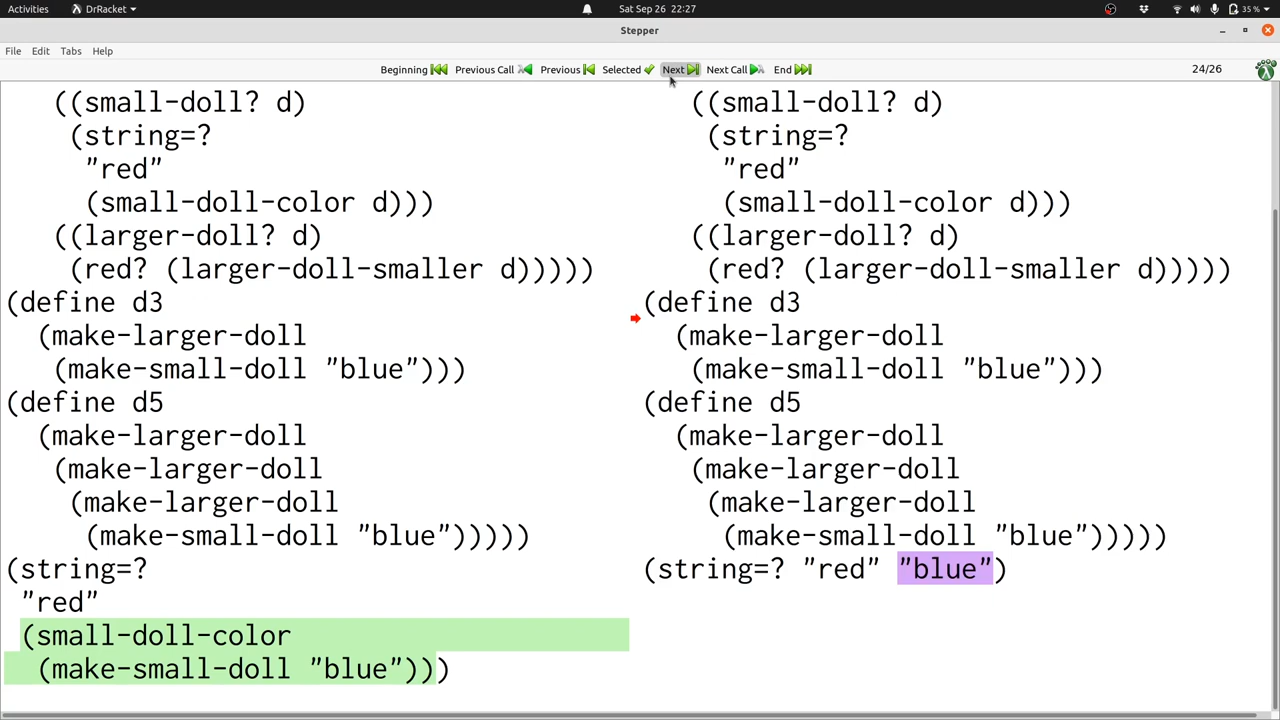 Activities DrRacket Sat Sep 26 22:27 35 %
Stepper
File Edit Tabs Help
Beginning Previous Call Previous Selected Next Next Call End 24/26
((small-doll? d)
(string=?
"red"
(small-doll-color d)))
((larger-doll? d)
(red? (larger-doll-smaller d)))))
(define d3
(make-larger-doll
(make-small-doll "blue")))
(define d5
(make-larger-doll
(make-larger-doll
(make-larger-doll
(make-small-doll "blue")))))
(string=?
"red"
(small-doll-color
(make-small-doll "blue")))
((small-doll? d)
(string=?
"red"
(small-doll-color d)))
((larger-doll? d)
(red? (larger-doll-smaller d)))))
(define d3
(make-larger-doll
(make-small-doll "blue")))
(define d5
(make-larger-doll
(make-larger-doll
(make-larger-doll
(make-small-doll "blue")))))
(string=? "red" "blue")